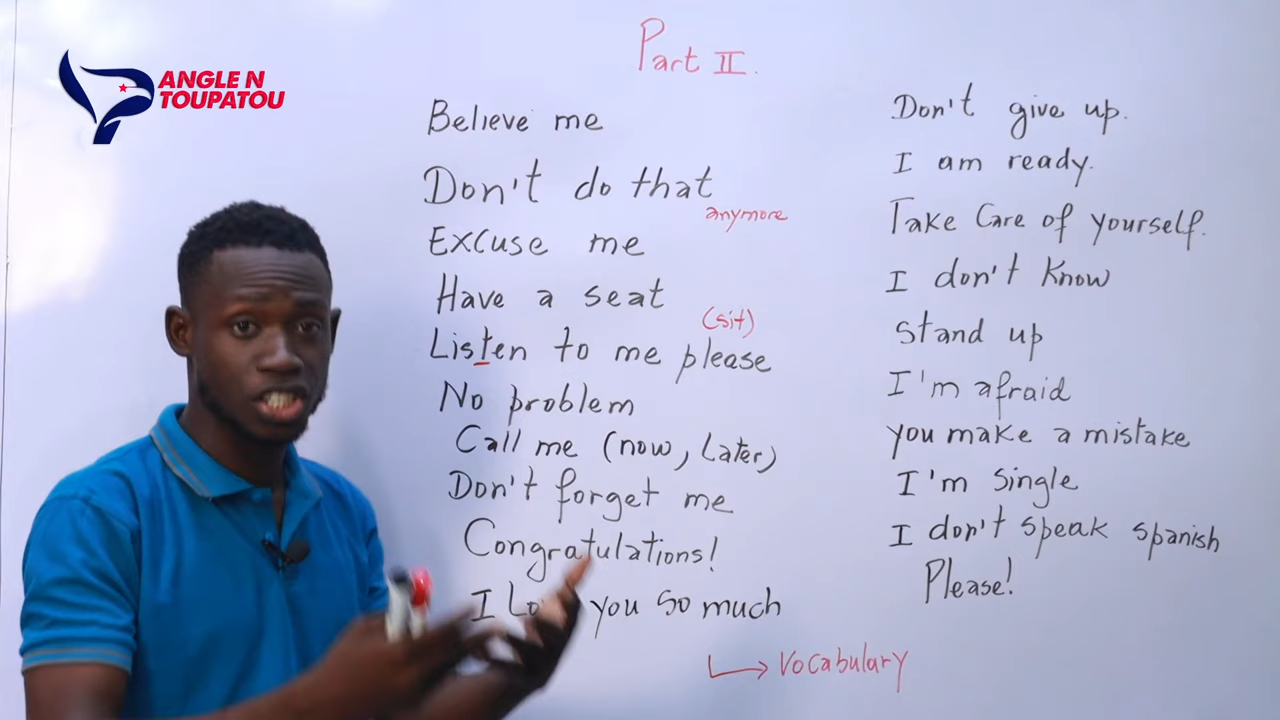 ANGLE N
TOUPATOU
Part II.
Believe me
Don't do that
anymore
Excuse me
Have a seat
(sit)
Listen to me please
No problem
Call me (now, Later)
Don't forget me
Congratulations!
I you so much
Vocabulary
Don't give up.
I am ready.
Take Care of yourself.
I don't know
Stand up
I'm afraid
you make a mistake
I'm single
I don't speak spanish
Please!